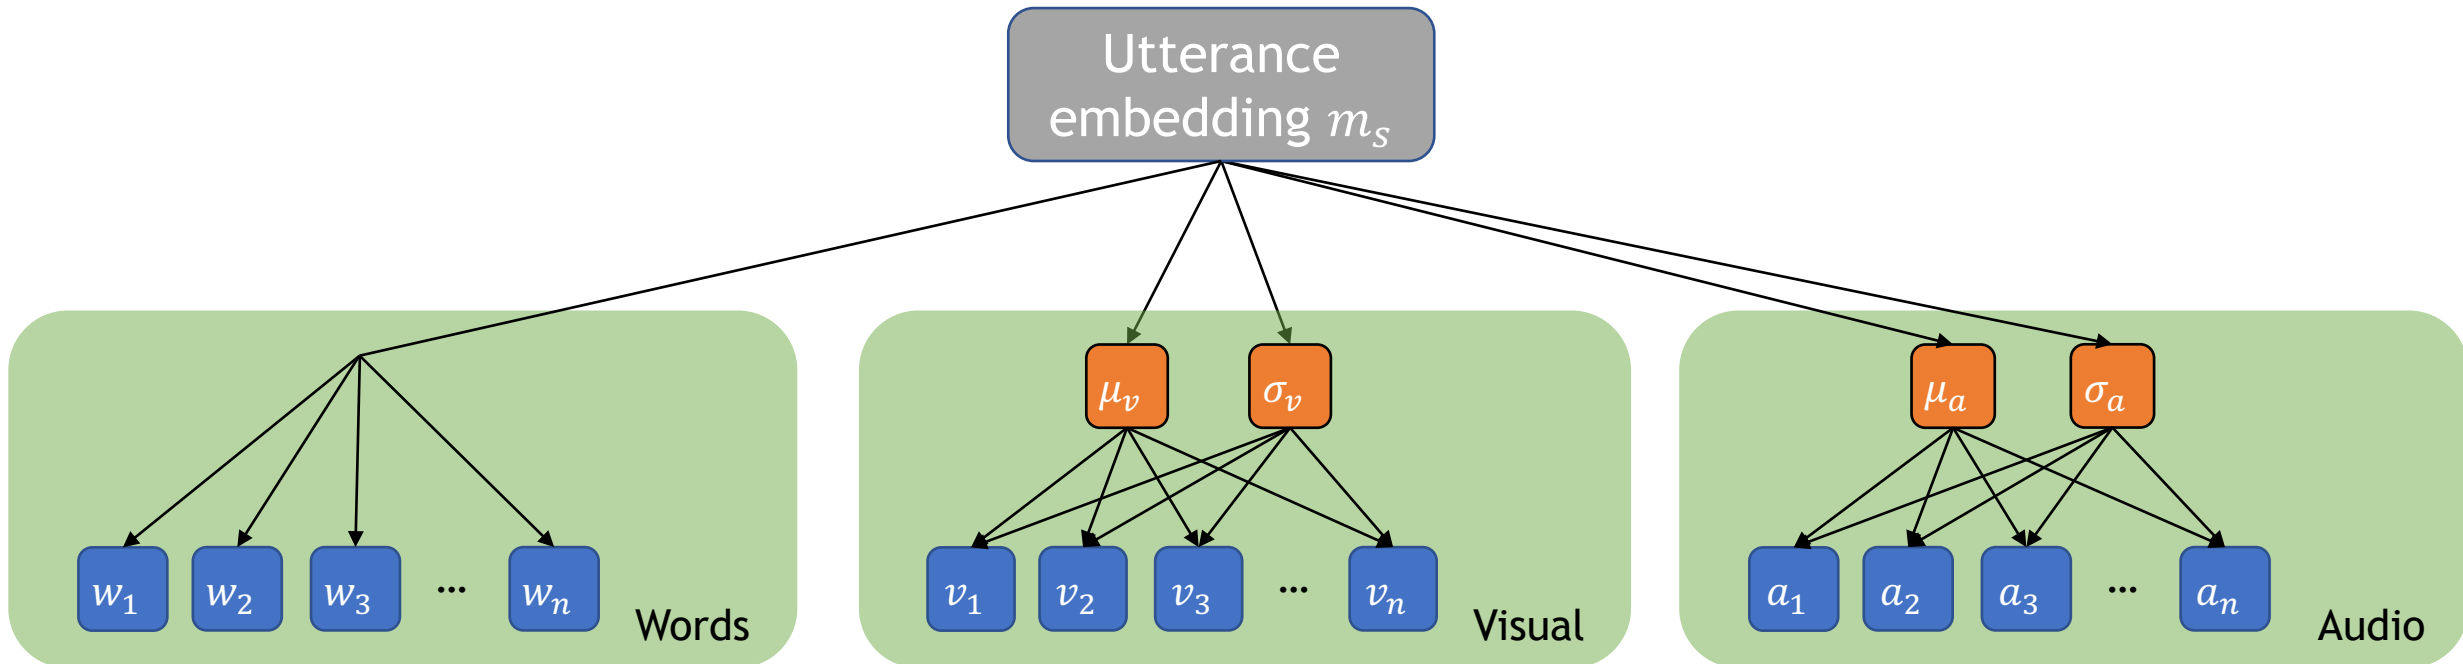 Utterance
embedding m_s
μ_v σ_v μ_a σ_a
w_1 w_2 w_3 ... w_n Words
v_1 v_2 v_3 ... v_n Visual
a_1 a_2 a_3 ... a_n Audio